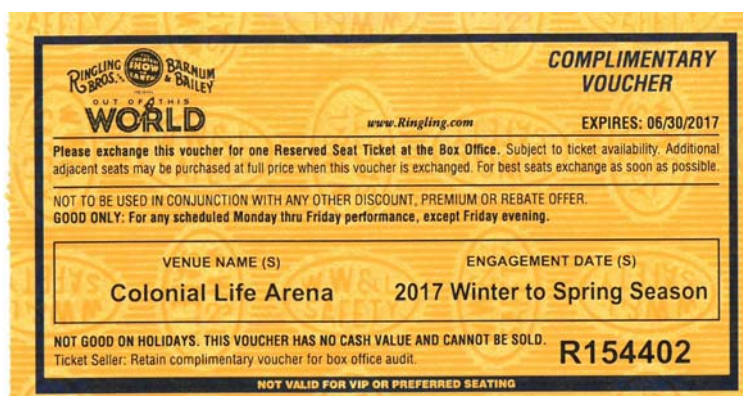 RINGLING BROS. BARNUM & BAILEY
OUT OF THIS
WORLD
COMPLIMENTARY
VOUCHER
www.Ringling.com
EXPIRES: 06/30/2017
Please exchange this voucher for one Reserved Seat Ticket at the Box Office. Subject to ticket availability. Additional
adjacent seats may be purchased at full price when this voucher is exchanged. For best seats exchange as soon as possible.
NOT TO BE USED IN CONJUNCTION WITH ANY OTHER DISCOUNT, PREMIUM OR REBATE OFFER.
GOOD ONLY: For any scheduled Monday thru Friday performance, except Friday evening.
VENUE NAME (S)
Colonial Life Arena
ENGAGEMENT DATE (S)
2017 Winter to Spring Season
NOT GOOD ON HOLIDAYS. THIS VOUCHER HAS NO CASH VALUE AND CANNOT BE SOLD.
Ticket Seller: Retain complimentary voucher for box office audit.
R154402
NOT VALID FOR VIP OR PREFERRED SEATING